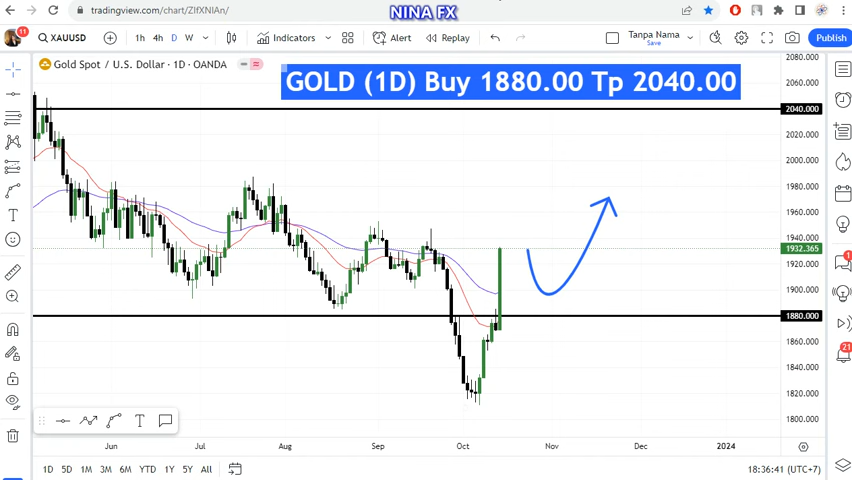 NINA FX
tradingview.com/chart/ZIfXNIAn/
11
XAUUSD
1h 4h D W
Indicators
Alert
Replay
Tanpa Nama
Save
Publish
Gold Spot / U.S. Dollar · 1D · OANDA
GOLD (1D) Buy 1880.00 Tp 2040.00
2080.000
2060.000
2040.000
2020.000
2000.000
1980.000
1960.000
1940.000
1932.365
1920.000
1900.000
1880.000
1860.000
1840.000
1820.000
1800.000
1
21
Jun Jul Aug Sep Oct Nov Dec 2024
1D 5D 1M 3M 6M YTD 1Y 5Y All
18:36:41 (UTC+7)